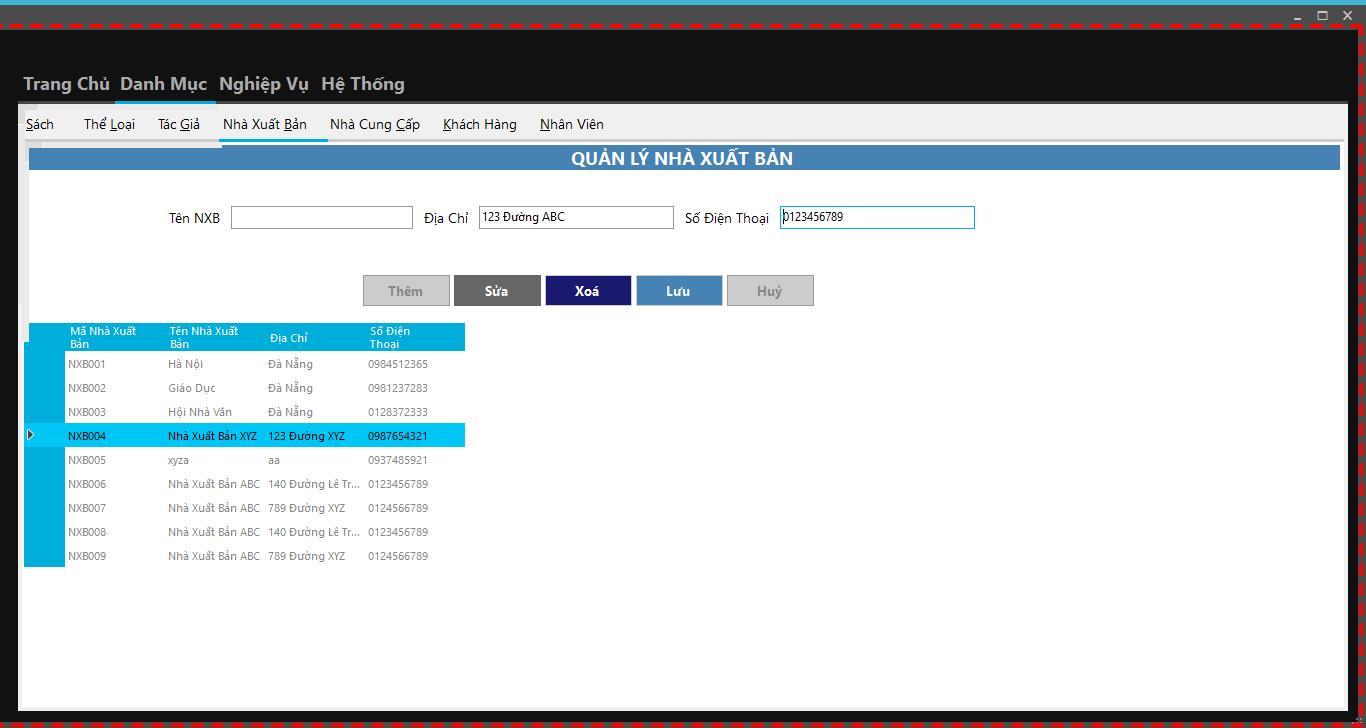 Trang Chủ Danh Mục Nghiệp Vụ Hệ Thống
Sách Thể Loại Tác Giả Nhà Xuất Bản Nhà Cung Cấp Khách Hàng Nhân Viên
QUẢN LÝ NHÀ XUẤT BẢN
Tên NXB Địa Chỉ 123 Đường ABC Số Điện Thoại 0123456789
Thêm Sửa Xoá Lưu Huỷ
Mã Nhà Xuất Bản Tên Nhà Xuất Bản Địa Chỉ Số Điện Thoại
NXB001 Hà Nội Đà Nẵng 0984512365
NXB002 Giáo Dục Đà Nẵng 0981237283
NXB003 Hội Nhà Văn Đà Nẵng 0128372333
NXB004 Nhà Xuất Bản XYZ 123 Đường XYZ 0987654321
NXB005 xyza aa 0937485921
NXB006 Nhà Xuất Bản ABC 140 Đường Lê Tr... 0123456789
NXB007 Nhà Xuất Bản ABC 789 Đường XYZ 0124566789
NXB008 Nhà Xuất Bản ABC 140 Đường Lê Tr... 0123456789
NXB009 Nhà Xuất Bản ABC 789 Đường XYZ 0124566789